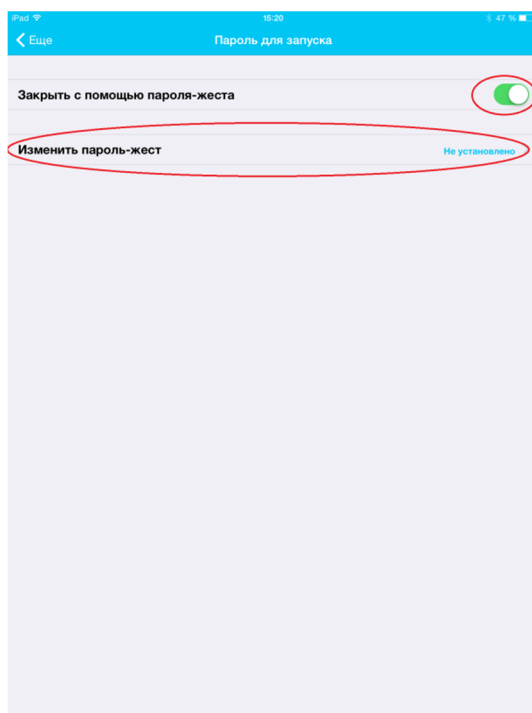 iPad 15:20 47 %
Еще Пароль для запуска
Закрыть с помощью пароля-жеста
Изменить пароль-жест Не установлено